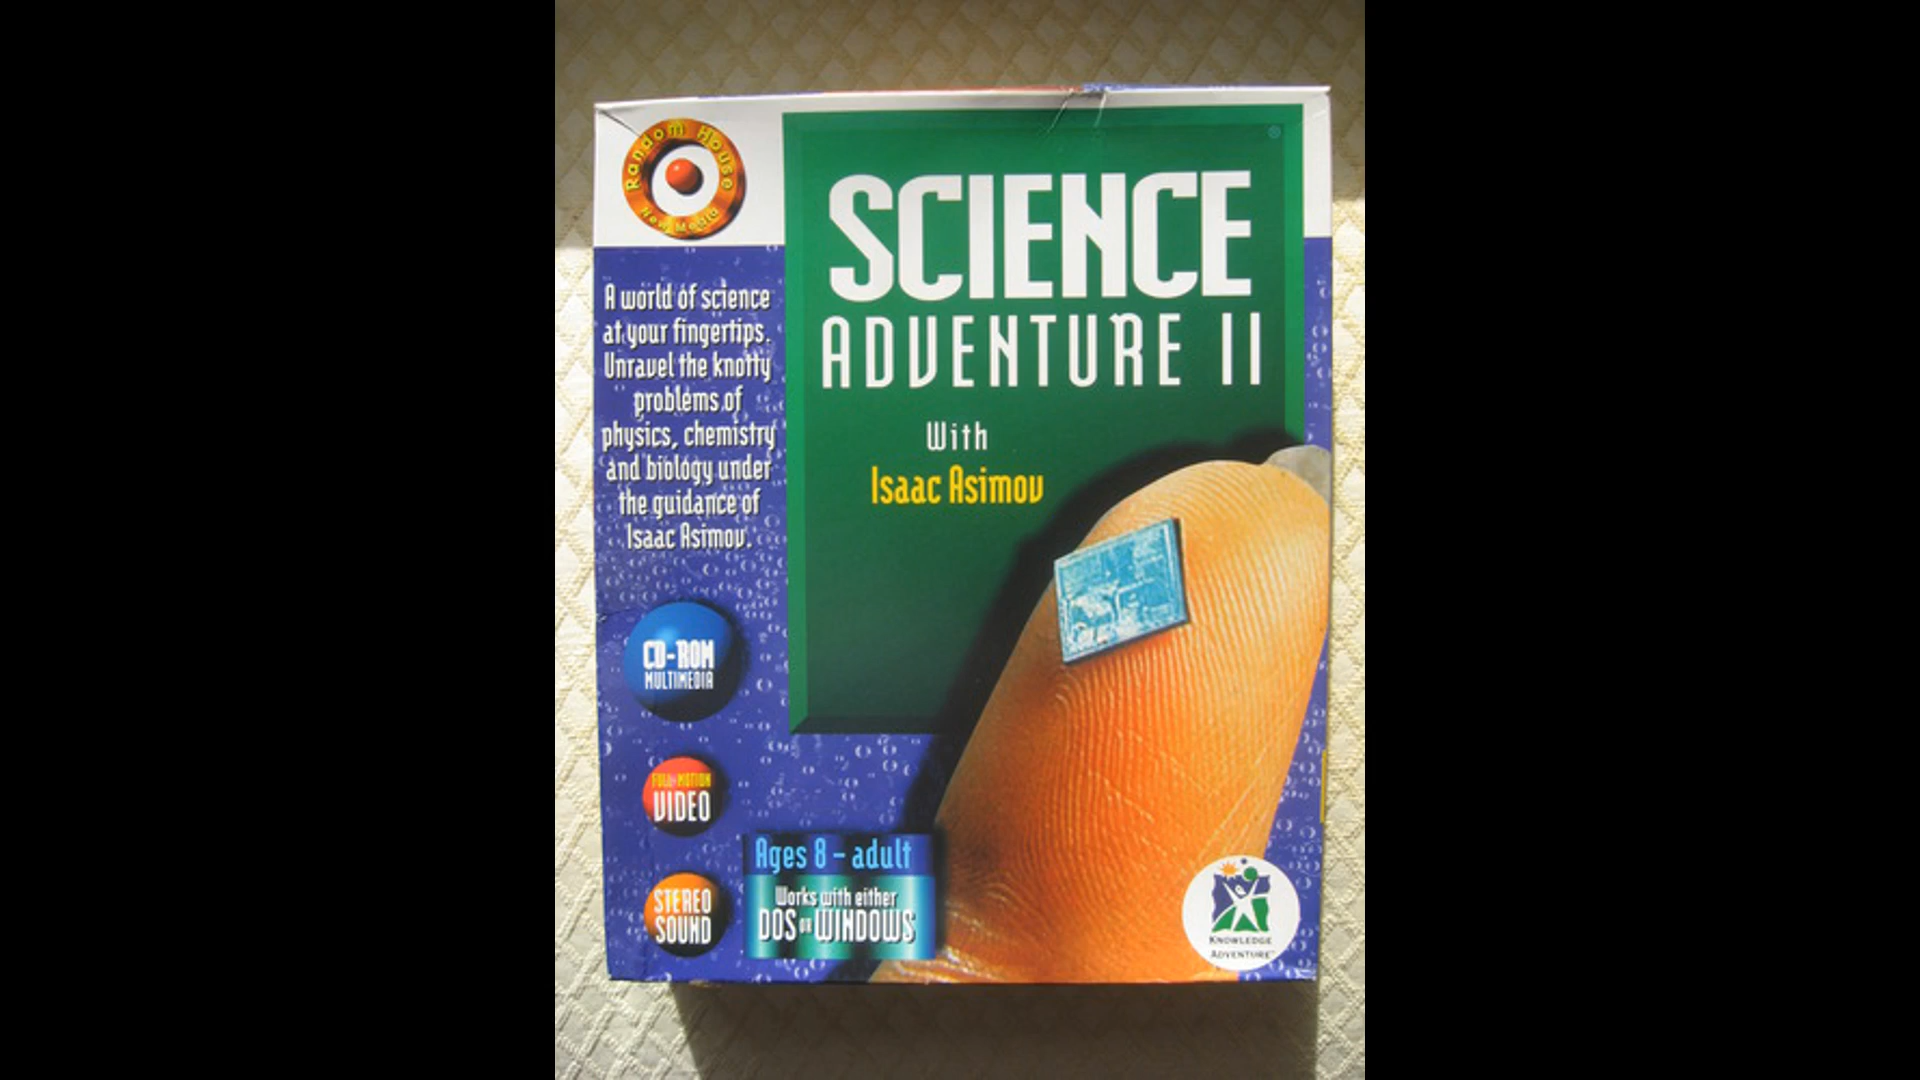 Random House
New Media
SCIENCE
ADVENTURE II
With
Isaac Asimov
A world of science
at your fingertips.
Unravel the knotty
problems of
physics, chemistry
and biology under
the guidance of
Isaac Asimov.
CD-ROM
MULTIMEDIA
FULL-MOTION
VIDEO
STEREO
SOUND
Ages 8 - adult
Works with either
DOS OR WINDOWS
KNOWLEDGE
ADVENTURE™